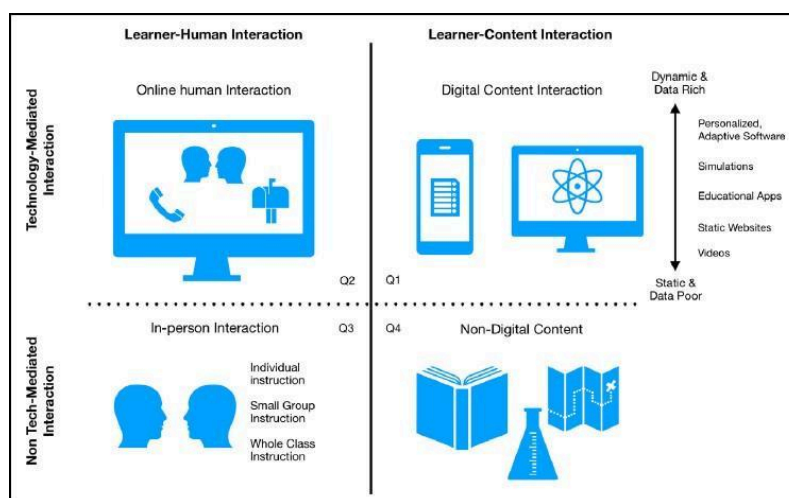 Learner-Human Interaction
Learner-Content Interaction
Technology-Mediated
Interaction
Online human Interaction
Q2
Digital Content Interaction
Q1
Dynamic &
Data Rich
Personalized,
Adaptive Software
Simulations
Educational Apps
Static Websites
Videos
Static &
Data Poor
Non Tech-Mediated
Interaction
In-person Interaction
Q3
Individual
instruction
Small Group
Instruction
Whole Class
Instruction
Q4
Non-Digital Content